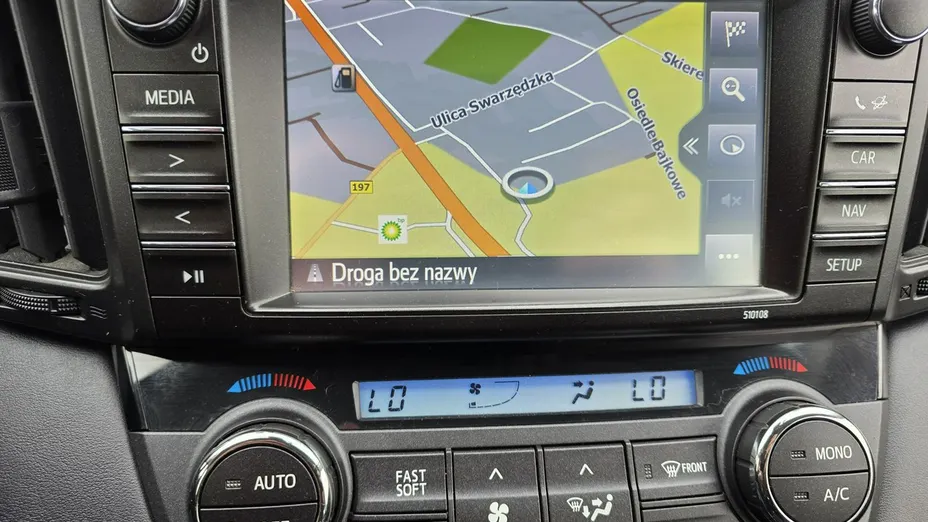 MEDIA
>
<
Ulica Swarzędzka
Skiere
Osiedle Bajkowe
197
bp
Droga bez nazwy
CAR
NAV
SETUP
510108
LO
LO
AUTO
FAST
SOFT
FRONT
MONO
A/C